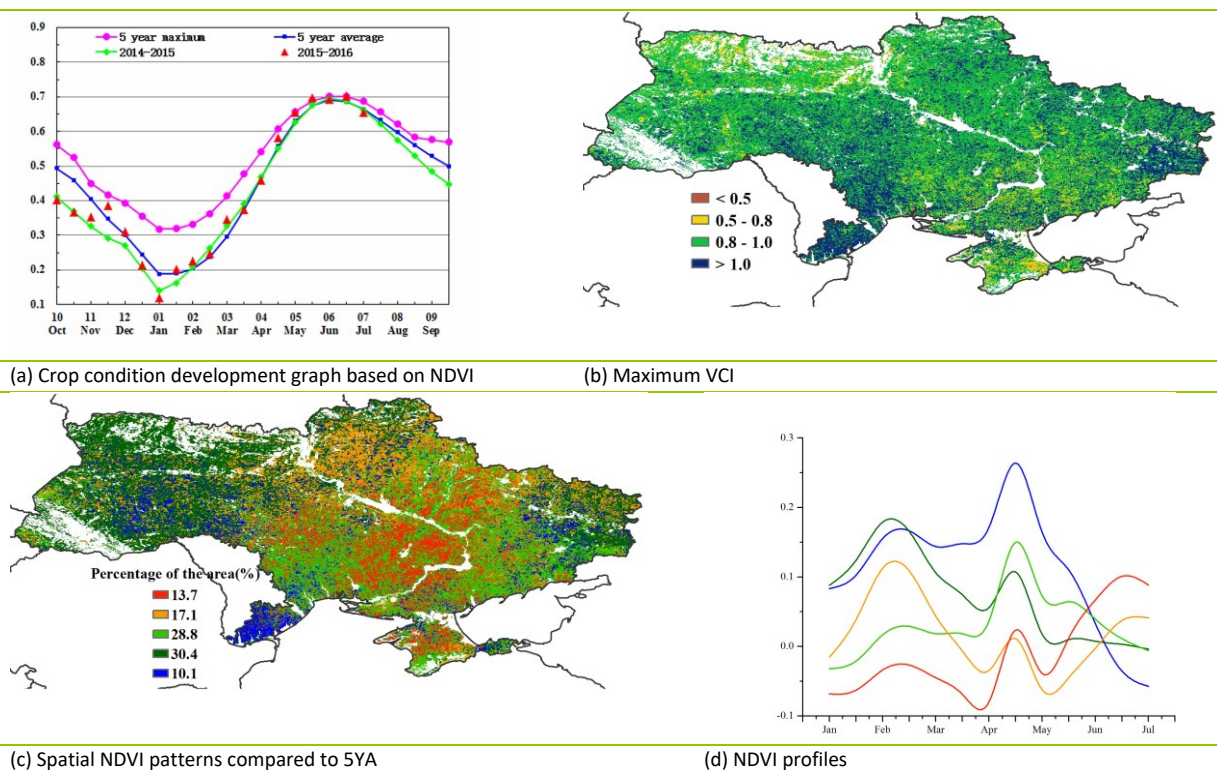 0.9
0.8
0.7
0.6
0.5
0.4
0.3
0.2
0.1
5 year maximum
5 year average
2014-2015
2015-2016
10 11 12 01 02 03 04 05 06 07 08 09
Oct Nov Dec Jan Feb Mar Apr May Jun Jul Aug Sep
< 0.5
0.5 - 0.8
0.8 - 1.0
> 1.0
(a) Crop condition development graph based on NDVI
(b) Maximum VCI
Percentage of the area(%)
13.7
17.1
28.8
30.4
10.1
0.3
0.2
0.1
0.0
-0.1
Jan Feb Mar Apr May Jun Jul
(c) Spatial NDVI patterns compared to 5YA
(d) NDVI profiles